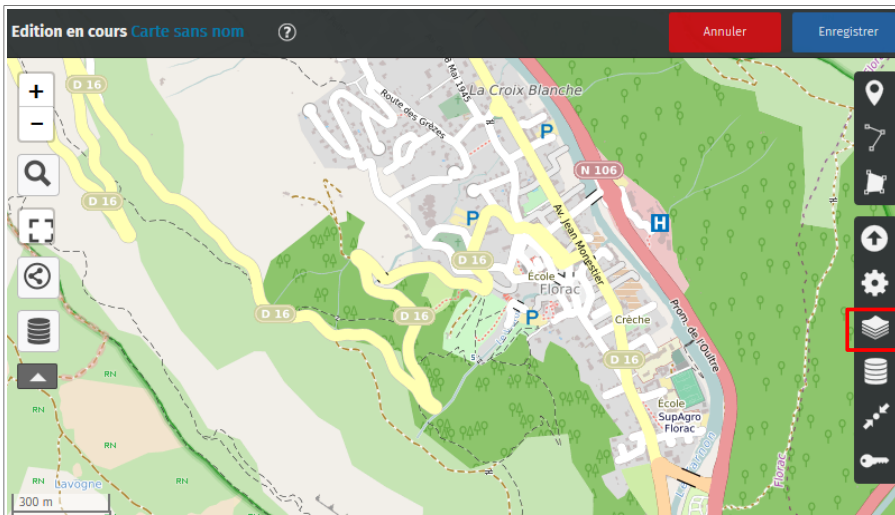 Edition en cours Carte sans nom
?
Annuler
Enregistrer
+
−
D 16
D 16
8 Mai 1945
La Croix Blanche
Route des Grèzes
P
N 106
H
P
Av. Jean Monestier
D 16
École
Florac
P
D 16
D 16
Crèche
Prom. de l'Oultre
D 16
École
SupAgro
Florac
Florac
RN
RN
RN
RN
Lavogne
300 m